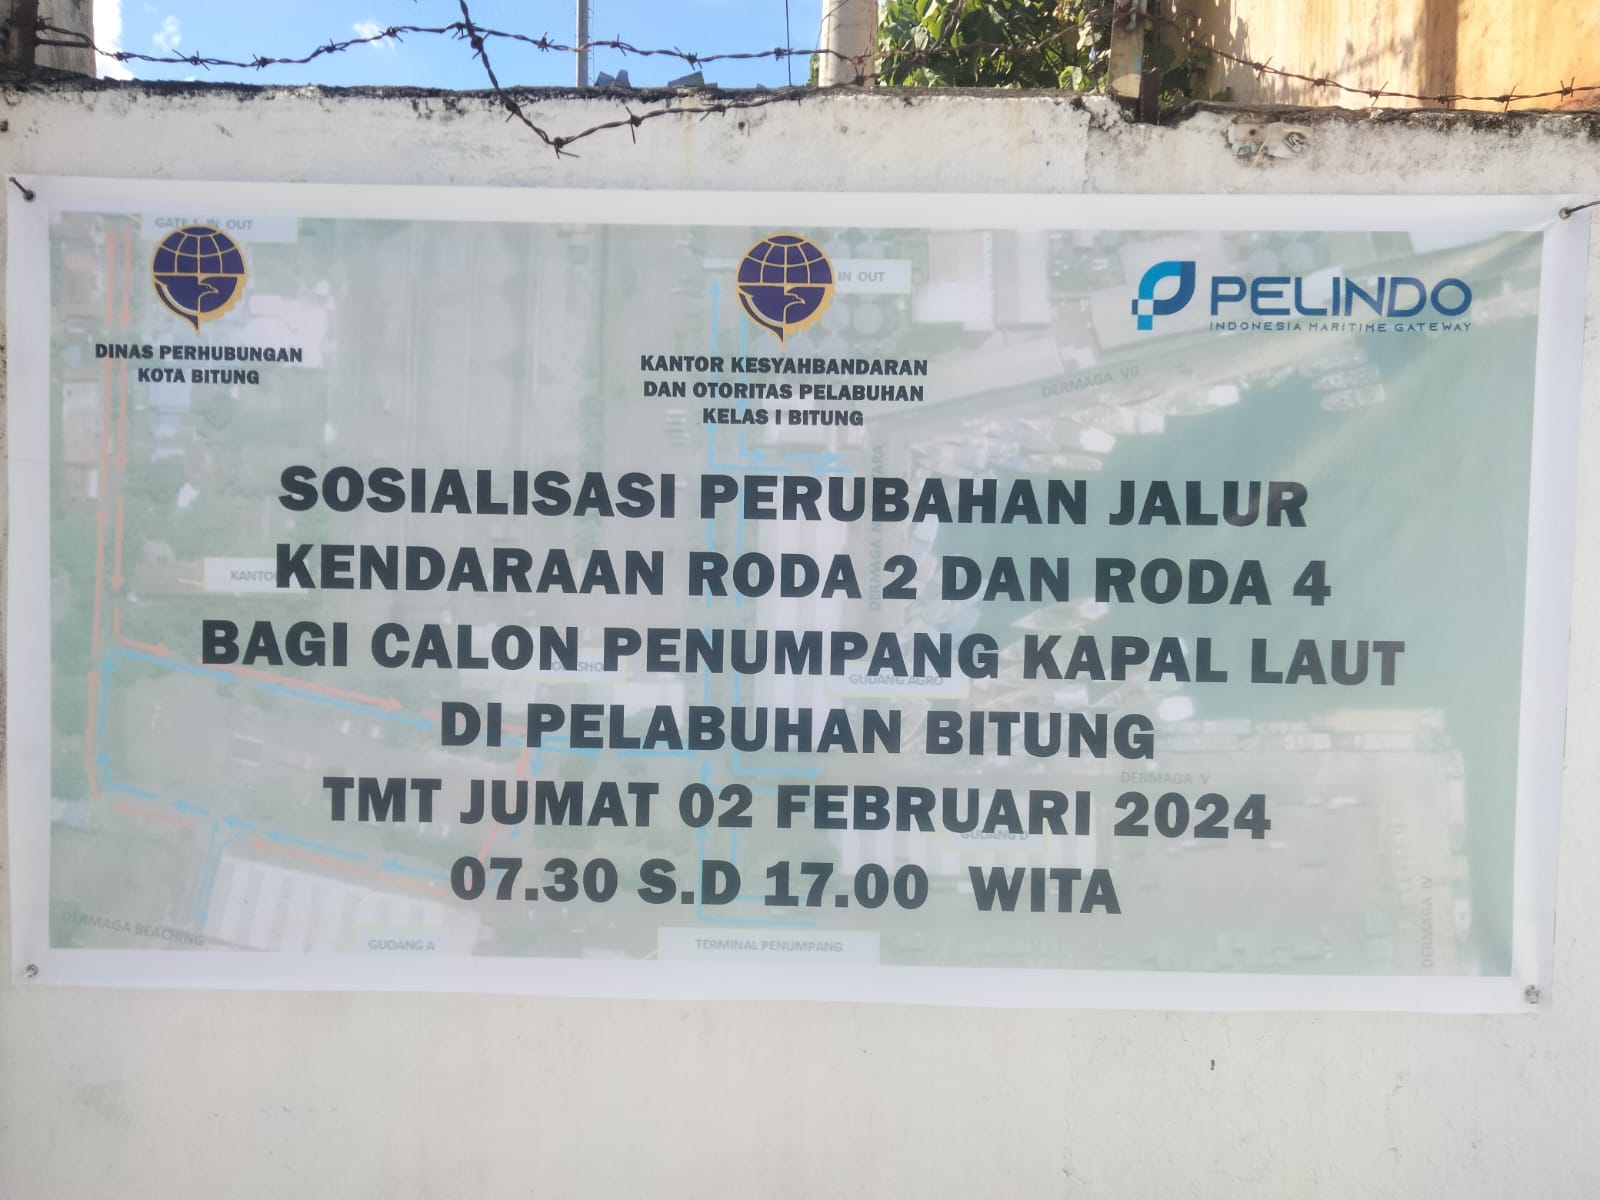 GATE 1 IN OUT
IN OUT
DINAS PERHUBUNGAN
KOTA BITUNG
KANTOR KESYAHBANDARAN
DAN OTORITAS PELABUHAN
KELAS I BITUNG
PELINDO
INDONESIA MARITIME GATEWAY
DERMAGA VII
SOSIALISASI PERUBAHAN JALUR
KENDARAAN RODA 2 DAN RODA 4
BAGI CALON PENUMPANG KAPAL LAUT
DI PELABUHAN BITUNG
TMT JUMAT 02 FEBRUARI 2024
07.30 S.D 17.00 WITA
GUDANG AGRO
DERMAGA V
GUDANG D
DERMAGA IV
DERMAGA BEACHING
GUDANG A
TERMINAL PENUMPANG